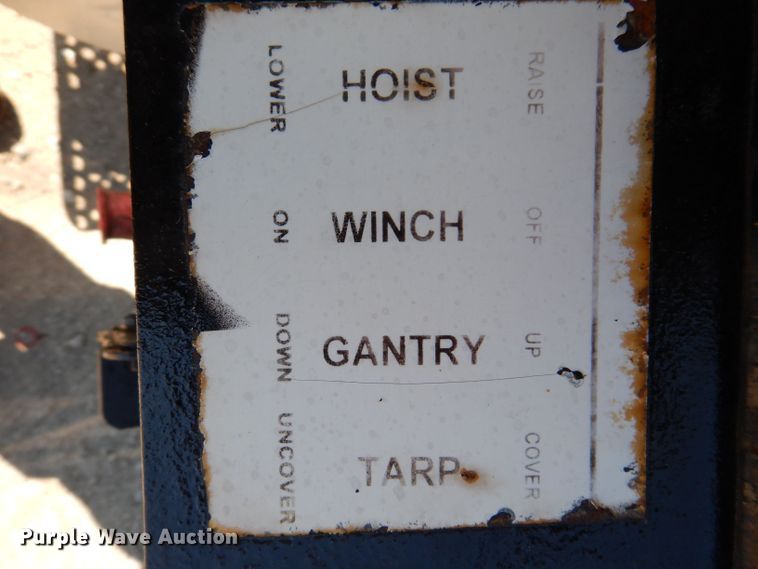 LOWER HOIST RAISE
ON WINCH OFF
DOWN GANTRY UP
UNCOVER TARP COVER
Purple Wave Auction